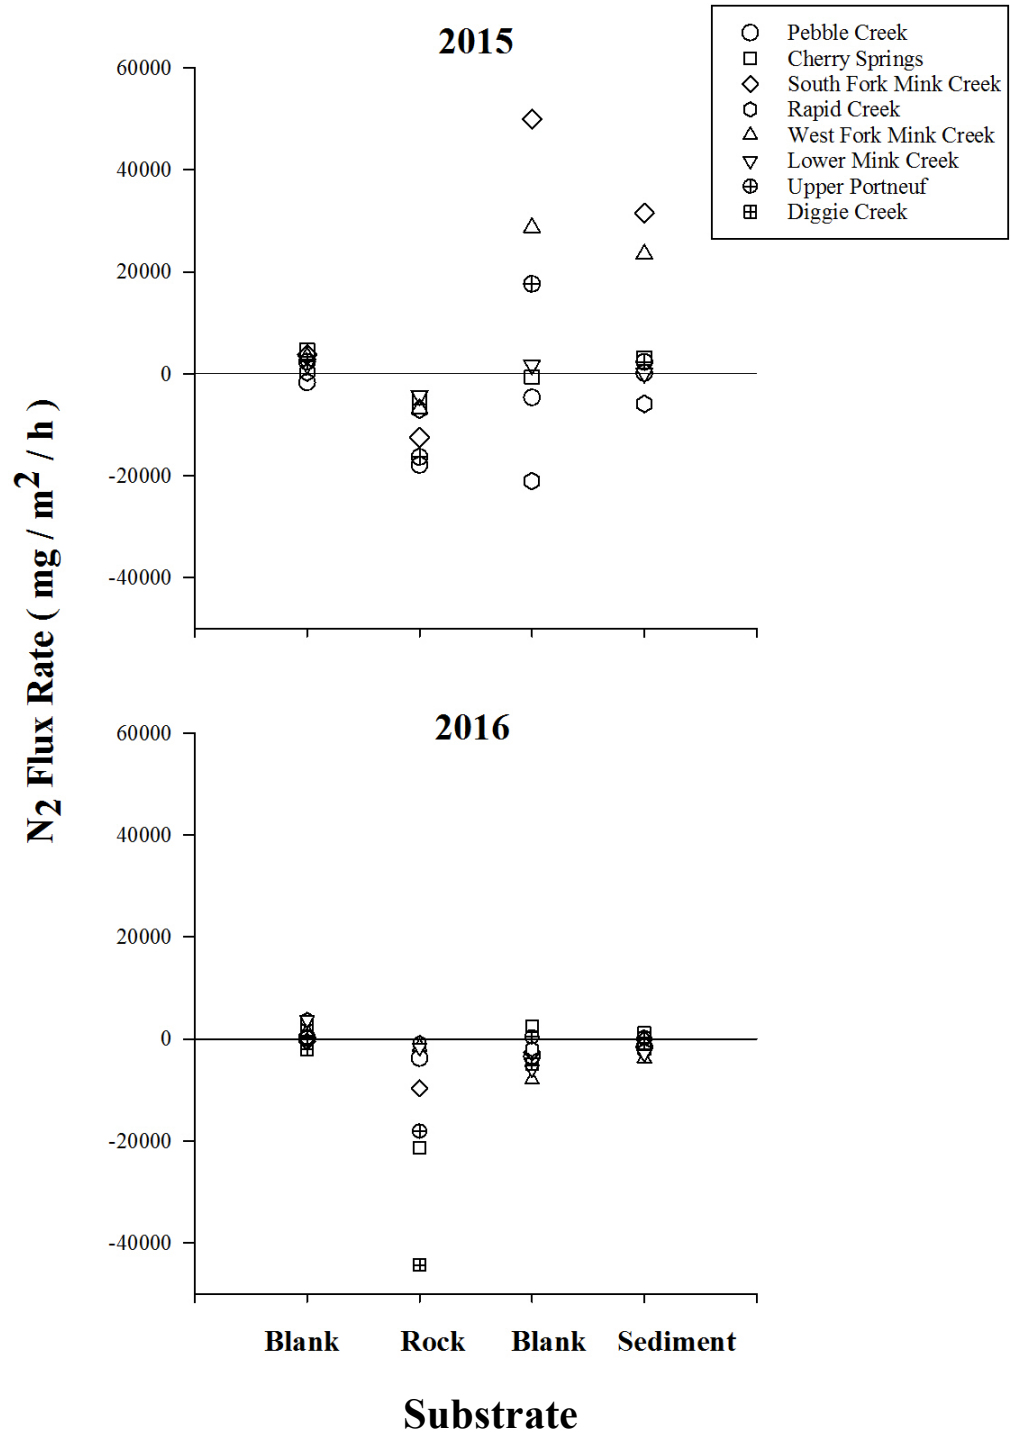 2015
Pebble Creek
Cherry Springs
South Fork Mink Creek
Rapid Creek
West Fork Mink Creek
Lower Mink Creek
Upper Portneuf
Diggie Creek
60000
40000
20000
0
-20000
-40000
N2 Flux Rate ( mg / m2 / h )
2016
60000
40000
20000
0
-20000
-40000
Blank Rock Blank Sediment
Substrate